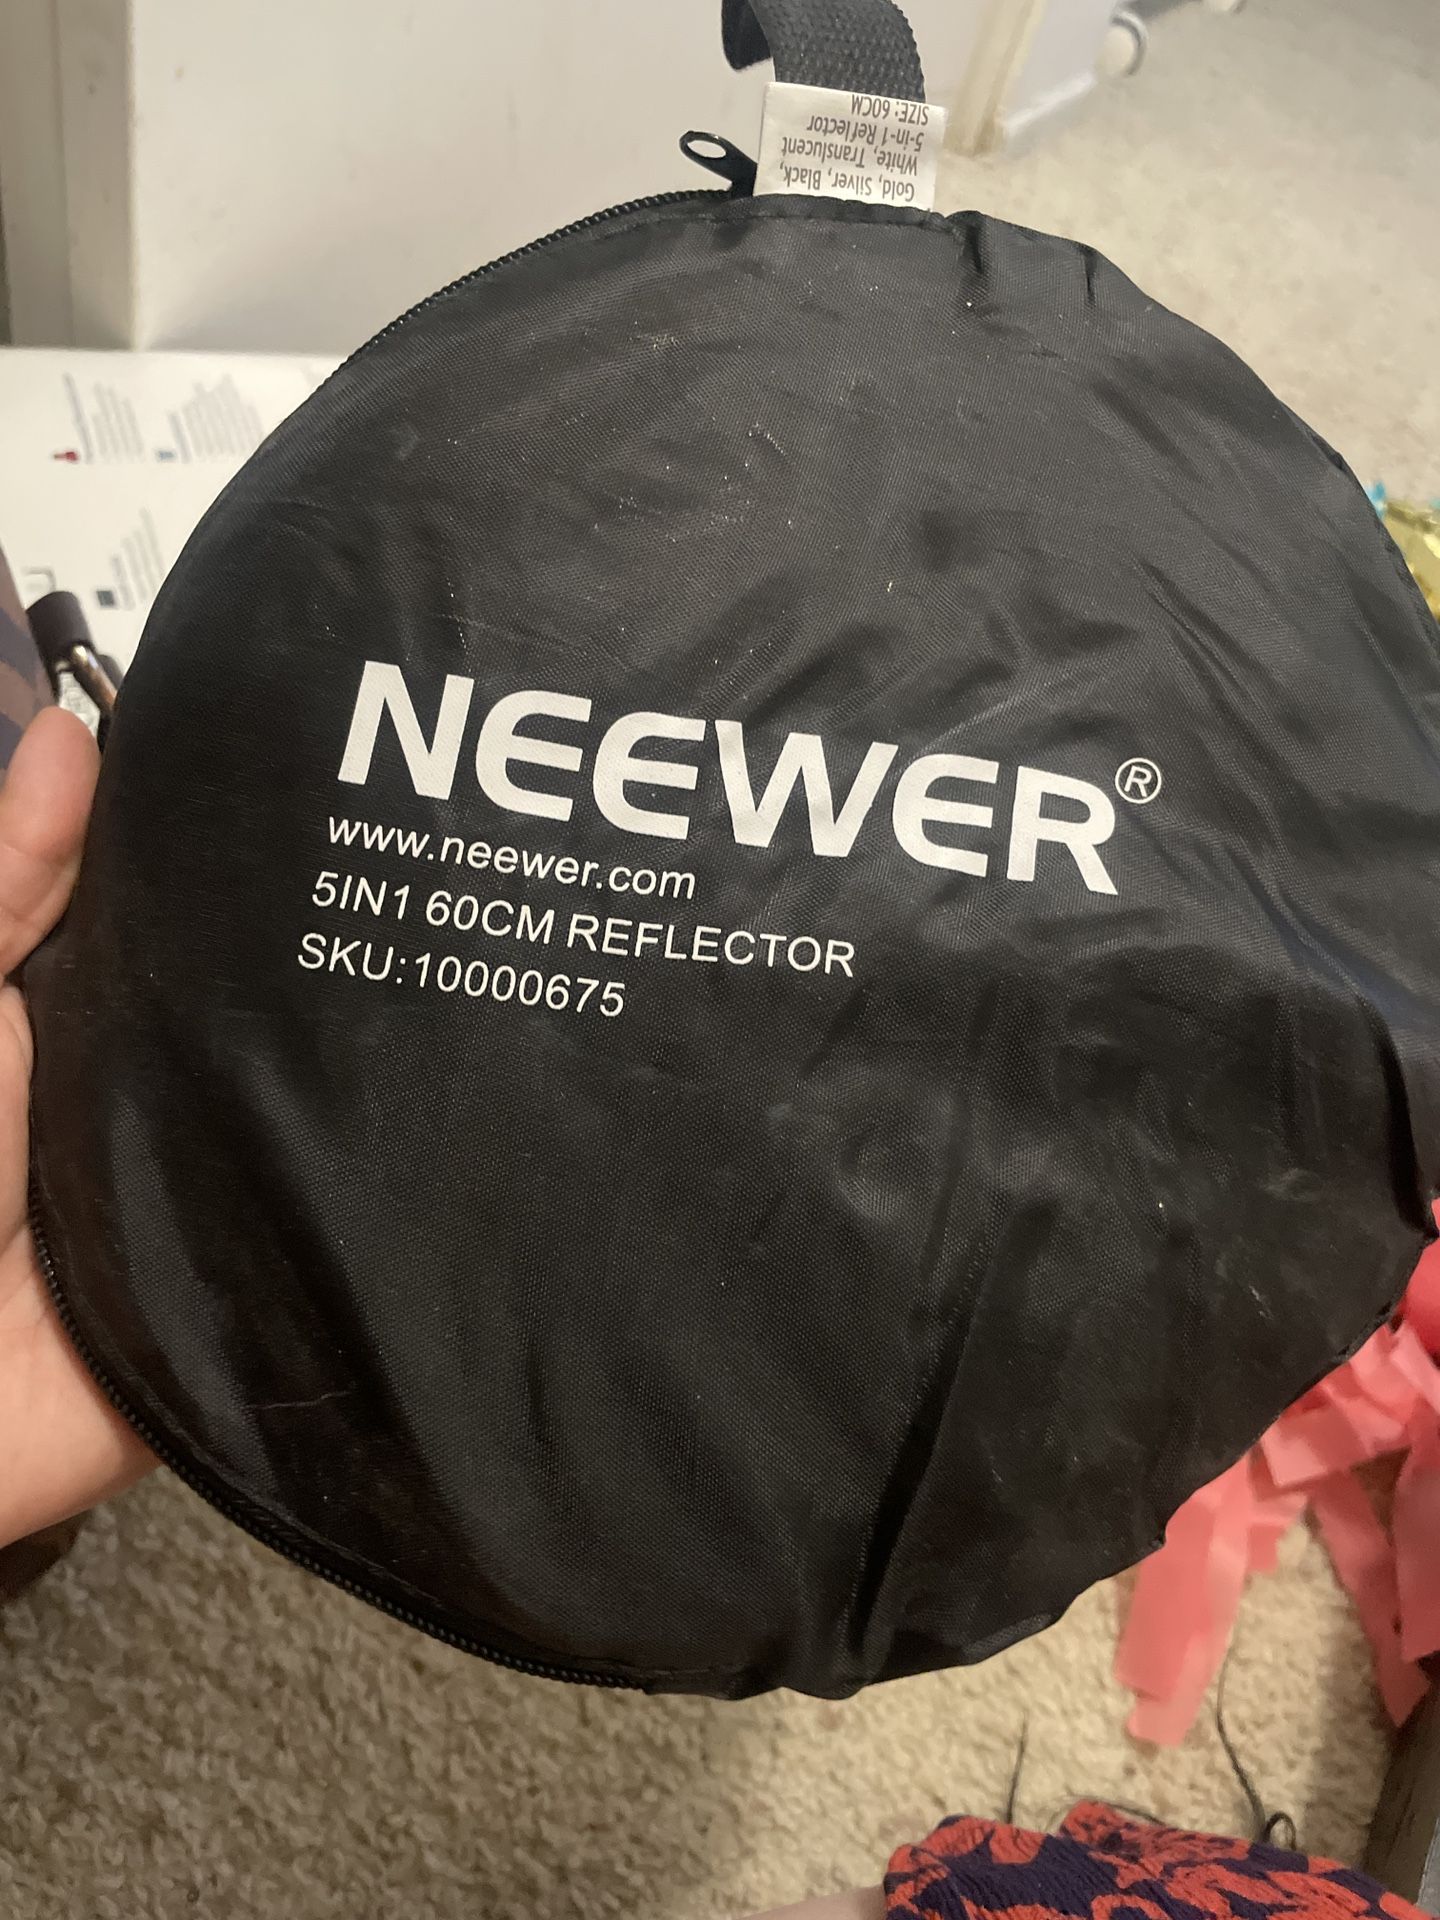 Gold, Silver, Black,
White, Translucent
5-in-1 Reflector
SIZE: 60CM
NEEWER®
www.neewer.com
5IN1 60CM REFLECTOR
SKU:10000675